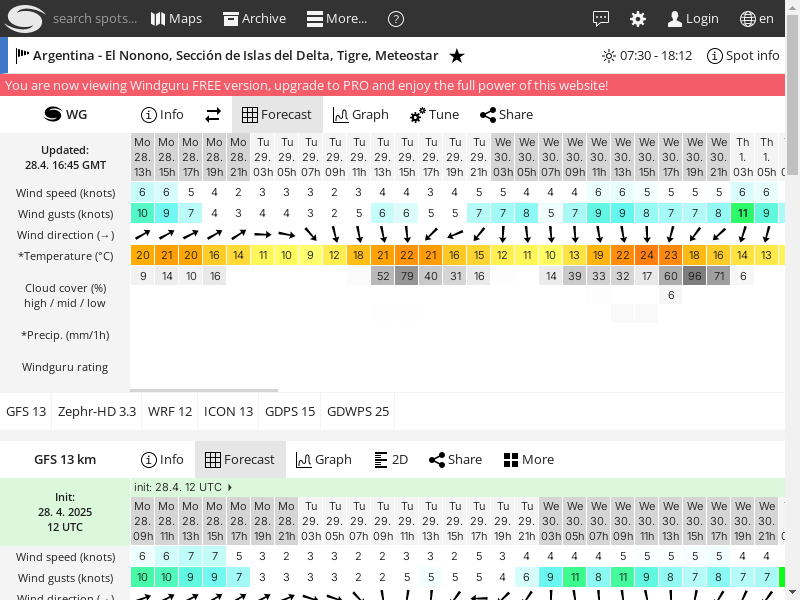 search spots...
Maps
Archive
More...
?
Login
en
Argentina - El Nonono, Sección de Islas del Delta, Tigre, Meteostar ★
07:30 - 18:12
Spot info
You are now viewing Windguru FREE version, upgrade to PRO and enjoy the full power of this website!
WG
Info
Forecast
Graph
Tune
Share
Updated:
28.4. 16:45 GMT
Mo Mo Mo Mo Mo Tu Tu Tu Tu Tu Tu Tu Tu Tu Tu We We We We We We We We We We Th Th
28. 28. 28. 28. 28. 29. 29. 29. 29. 29. 29. 29. 29. 29. 29. 30. 30. 30. 30. 30. 30. 30. 30. 30. 30. 1. 1.
13h 15h 17h 19h 21h 03h 05h 07h 09h 11h 13h 15h 17h 19h 21h 03h 05h 07h 09h 11h 13h 15h 17h 19h 21h 03h 05h
Wind speed (knots) 6 6 5 4 2 3 3 3 2 3 4 4 3 4 5 5 4 4 4 6 6 5 5 5 5 6 6
Wind gusts (knots) 10 9 7 4 3 4 4 3 2 5 6 6 5 5 7 7 8 5 7 9 9 8 7 7 8 11 9
Wind direction (→)
*Temperature (°C) 20 21 20 16 14 11 10 9 12 18 21 22 21 16 15 12 11 10 13 19 22 24 23 18 16 14 13
Cloud cover (%)
high / mid / low
9 14 10 16 52 79 40 31 16 14 39 33 32 17 60 96 71 6
6
*Precip. (mm/1h)
Windguru rating
GFS 13
Zephr-HD 3.3
WRF 12
ICON 13
GDPS 15
GDWPS 25
GFS 13 km
Info
Forecast
Graph
2D
Share
More
Init:
28. 4. 2025
12 UTC
init: 28.4. 12 UTC
Mo Mo Mo Mo Mo Mo Mo Tu Tu Tu Tu Tu Tu Tu Tu Tu Tu We We We We We We We We We We
28. 28. 28. 28. 28. 28. 28. 29. 29. 29. 29. 29. 29. 29. 29. 29. 29. 30. 30. 30. 30. 30. 30. 30. 30. 30. 30.
09h 11h 13h 15h 17h 19h 21h 03h 05h 07h 09h 11h 13h 15h 17h 19h 21h 03h 05h 07h 09h 11h 13h 15h 17h 19h 21h
Wind speed (knots) 6 6 7 7 5 3 2 3 3 2 2 3 3 2 5 3 4 4 4 4 5 5 5 5 5 4 4
Wind gusts (knots) 10 10 9 9 7 3 3 3 3 2 2 5 5 5 5 4 6 9 11 8 11 9 8 7 8 7 7
Wind direction (→)